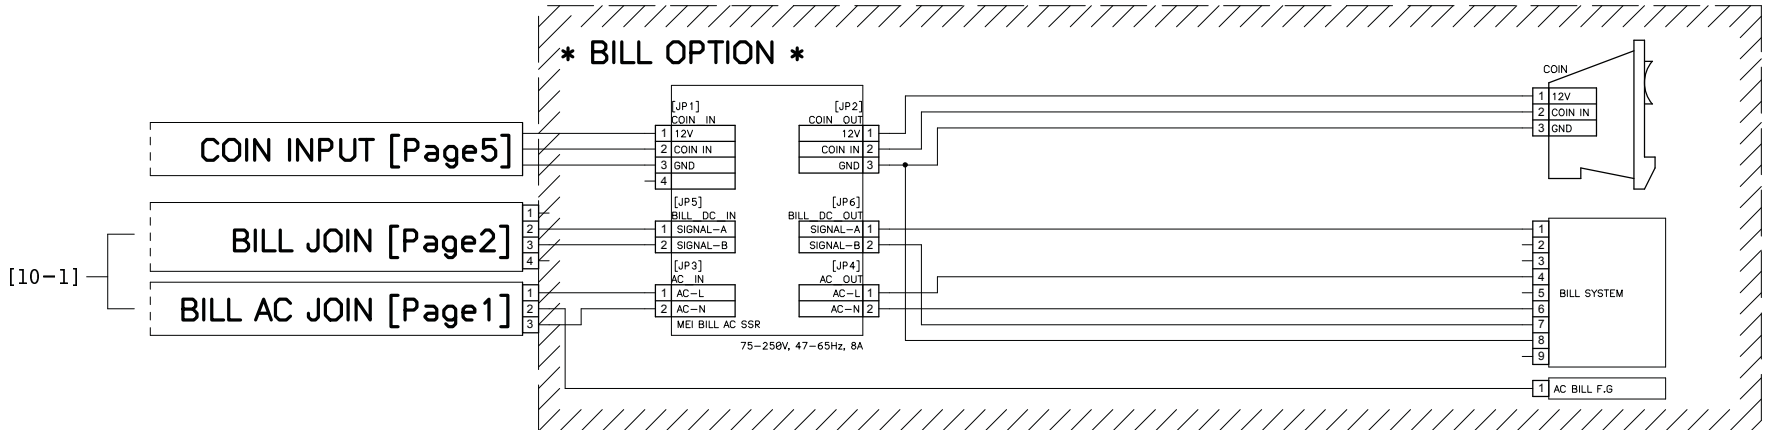 * BILL OPTION *
COIN INPUT [Page5]
[JP1]
COIN IN
1 12V
2 COIN IN
3 GND
4
[JP2]
COIN OUT
12V 1
COIN IN 2
GND 3
COIN
1 12V
2 COIN IN
3 GND
[10-1]
BILL JOIN [Page2]
1
2
3
4
[JP5]
BILL DC IN
1 SIGNAL-A
2 SIGNAL-B
[JP6]
BILL DC OUT
SIGNAL-A 1
SIGNAL-B 2
BILL AC JOIN [Page1]
1
2
3
[JP3]
AC IN
1 AC-L
2 AC-N
[JP4]
AC OUT
AC-L 1
AC-N 2
MEI BILL AC SSR
75-250V, 47-65Hz, 8A
1
2
3
4
5
6
7
8
9
BILL SYSTEM
1 AC BILL F.G